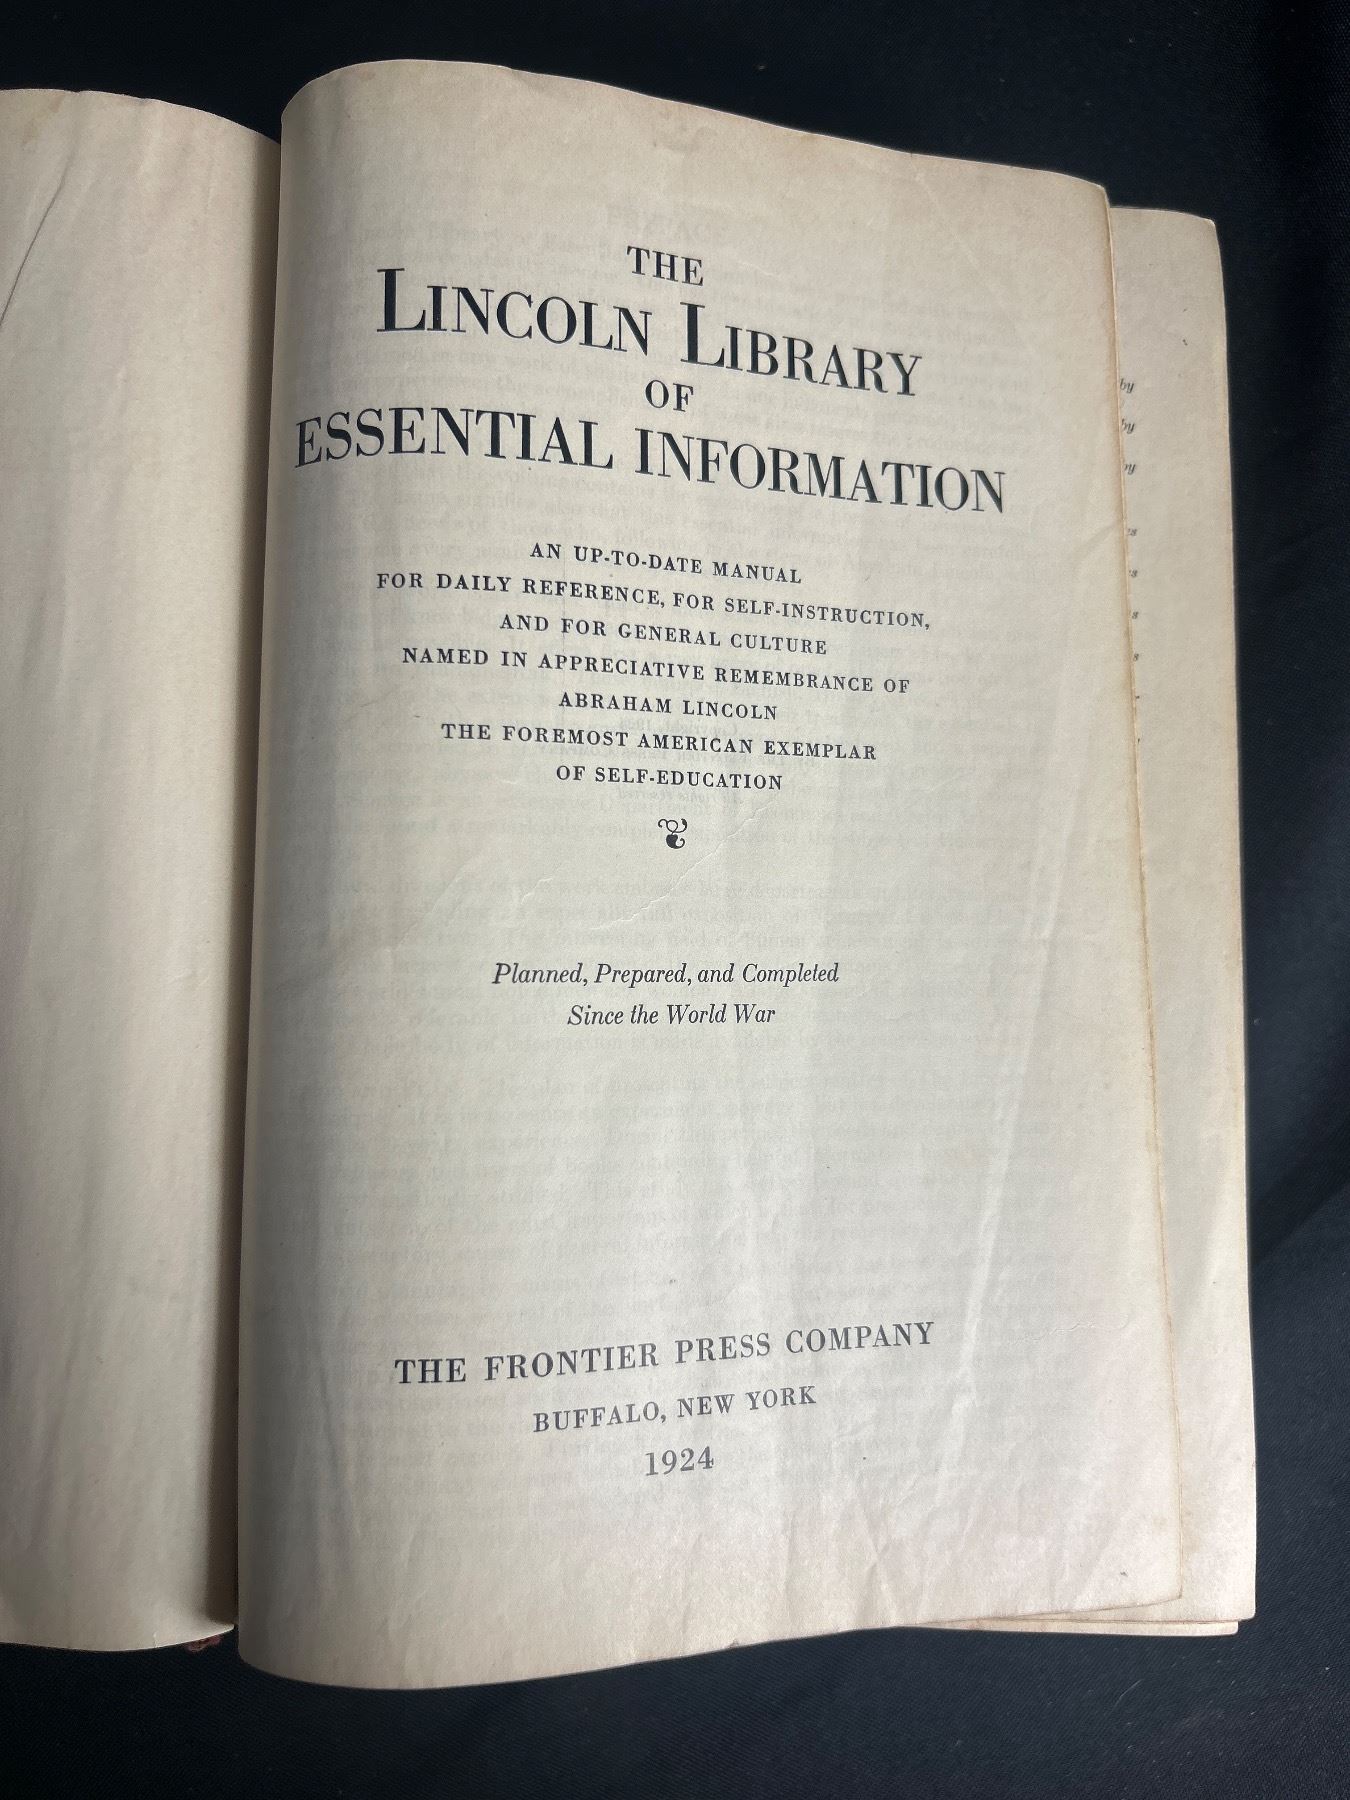 THE
LINCOLN LIBRARY
OF
ESSENTIAL INFORMATION
AN UP-TO-DATE MANUAL
FOR DAILY REFERENCE, FOR SELF-INSTRUCTION,
AND FOR GENERAL CULTURE
NAMED IN APPRECIATIVE REMEMBRANCE OF
ABRAHAM LINCOLN
THE FOREMOST AMERICAN EXEMPLAR
OF SELF-EDUCATION
Planned, Prepared, and Completed
Since the World War
THE FRONTIER PRESS COMPANY
BUFFALO, NEW YORK
1924
by
by